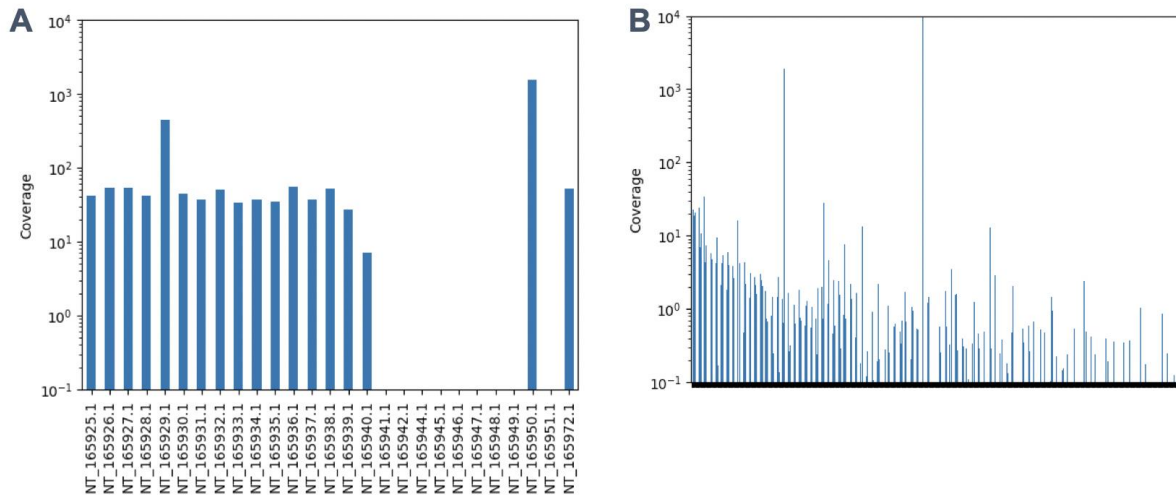 A
10^4
10^3
10^2
10^1
10^0
10^-1
Coverage
NT_165925.1
NT_165926.1
NT_165927.1
NT_165928.1
NT_165929.1
NT_165930.1
NT_165931.1
NT_165932.1
NT_165933.1
NT_165934.1
NT_165935.1
NT_165936.1
NT_165937.1
NT_165938.1
NT_165939.1
NT_165940.1
NT_165941.1
NT_165942.1
NT_165944.1
NT_165945.1
NT_165946.1
NT_165947.1
NT_165948.1
NT_165949.1
NT_165950.1
NT_165951.1
NT_165972.1
B
10^4
10^3
10^2
10^1
10^0
10^-1
Coverage